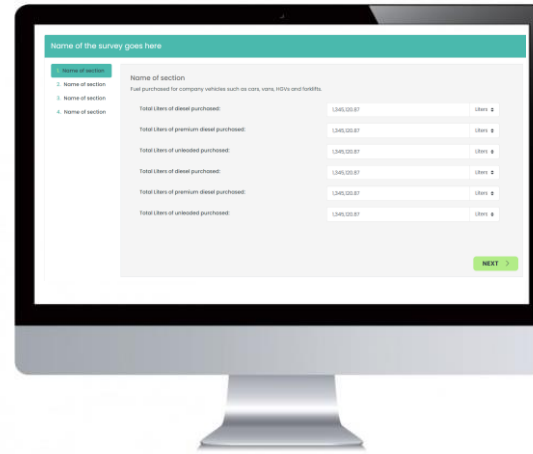 Name of the survey goes here
1. Name of section
2. Name of section
3. Name of section
4. Name of section
Name of section
Fuel purchased for company vehicles such as cars, vans, HGVs and forklifts.
Total Liters of diesel purchased: 1,345,120.87 Liters
Total Liters of premium diesel purchased: 1,345,120.87 Liters
Total Liters of unleaded purchased: 1,345,120.87 Liters
Total Liters of diesel purchased: 1,345,120.87 Liters
Total Liters of premium diesel purchased: 1,345,120.87 Liters
Total Liters of unleaded purchased: 1,345,120.87 Liters
NEXT >